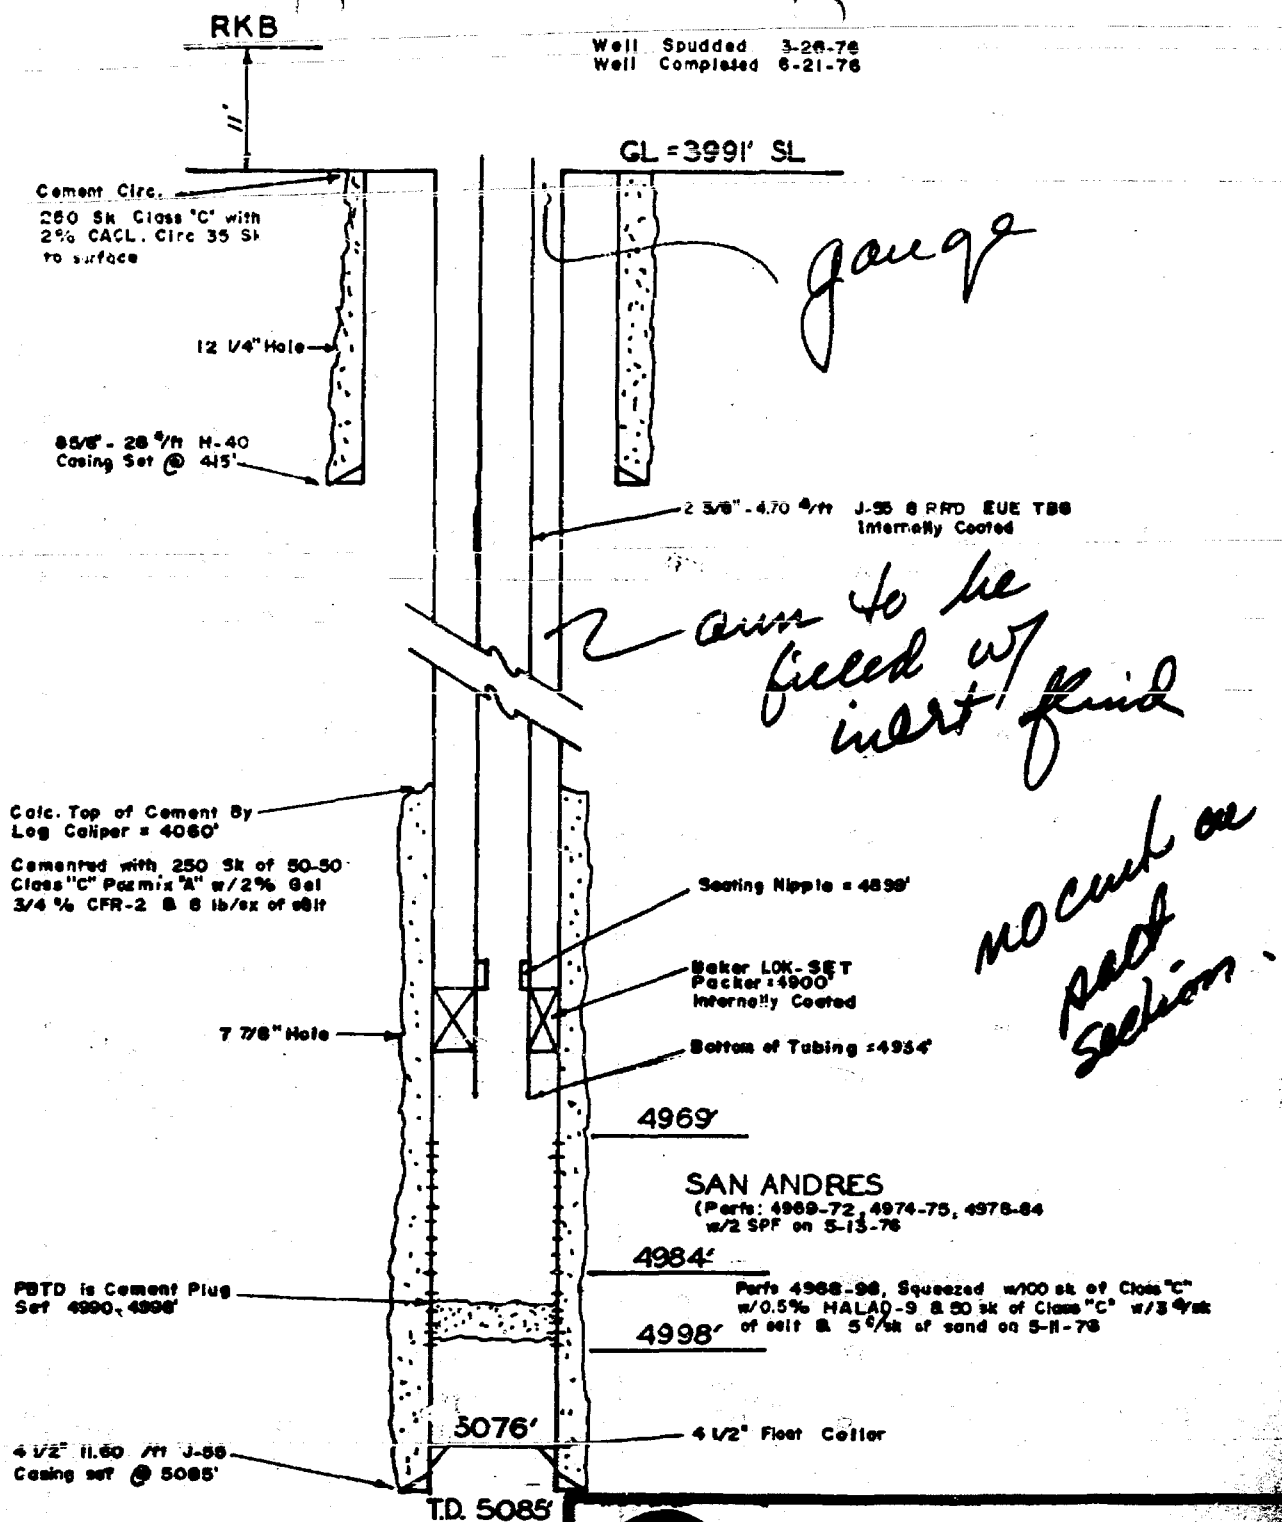 RKB
Well Spudded 3-26-76
Well Completed 6-21-76
11'
GL = 3991' SL
Cement Circ.
250 Sk Class "C" with
2% CACL. Circ 35 Sk
to surface
gauge
12 1/4" Hole
8 5/8" - 28 #/ft H-40
Casing Set @ 415'
2 3/8" - 4.70 #/ft J-55 8 RRD EUE TBG
Internally Coated
ann to be
filled w/
inert fluid
Calc. Top of Cement By
Log Caliper = 4060'
Cemented with 250 Sk of 50-50
Class "C" Pozmix "A" w/2% Gel
3/4 % CFR-2 & 6 lb/sx of salt
Seating Nipple = 4899'
no cmt on
salt
section.
Baker LOK-SET
Packer = 4900'
Internally Coated
7 7/8" Hole
Bottom of Tubing = 4934'
4969'
SAN ANDRES
(Perfs: 4969-72, 4974-75, 4978-84
w/2 SPF on 5-13-76
4984'
PBTD is Cement Plug
Set 4990-4998'
Perfs 4968-98, Squeezed w/100 sk of Class "C"
w/0.5% HALAD-9 & 50 sk of Class "C" w/3 #/sk
of salt & 5 #/sk of sand on 5-11-76
4998'
5076'
4 1/2" Float Collar
4 1/2" 11.60 /ft J-55
Casing set @ 5085'
T.D. 5085'